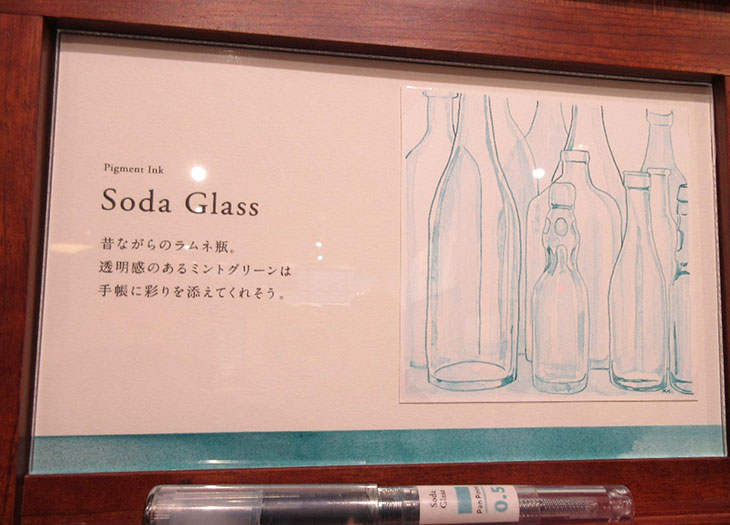 Pigment Ink
Soda Glass
昔ながらのラムネ瓶。
透明感のあるミントグリーンは
手帳に彩りを添えてくれそう。
Soda
Glass
0.5